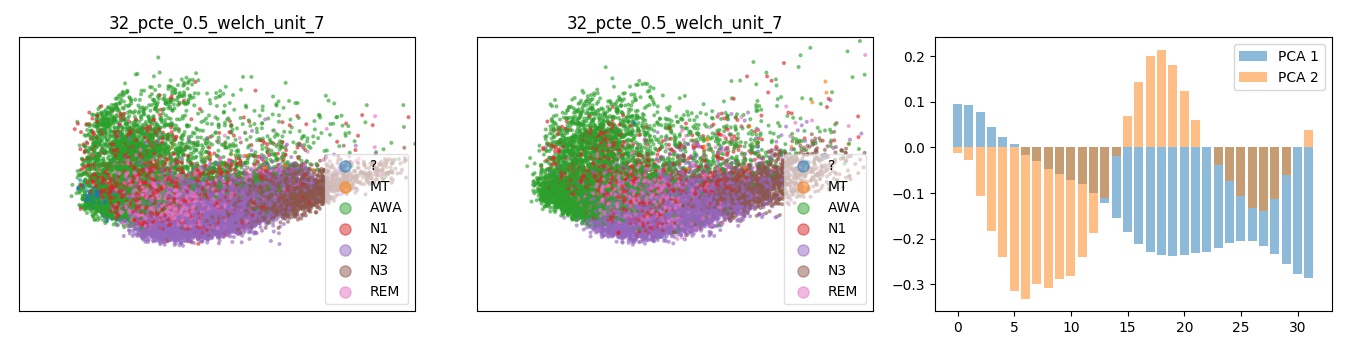 32_pcte_0.5_welch_unit_7
?
MT
AWA
N1
N2
N3
REM
32_pcte_0.5_welch_unit_7
?
MT
AWA
N1
N2
N3
REM
0.2
0.1
0.0
−0.1
−0.2
−0.3
0
5
10
15
20
25
30
PCA 1
PCA 2